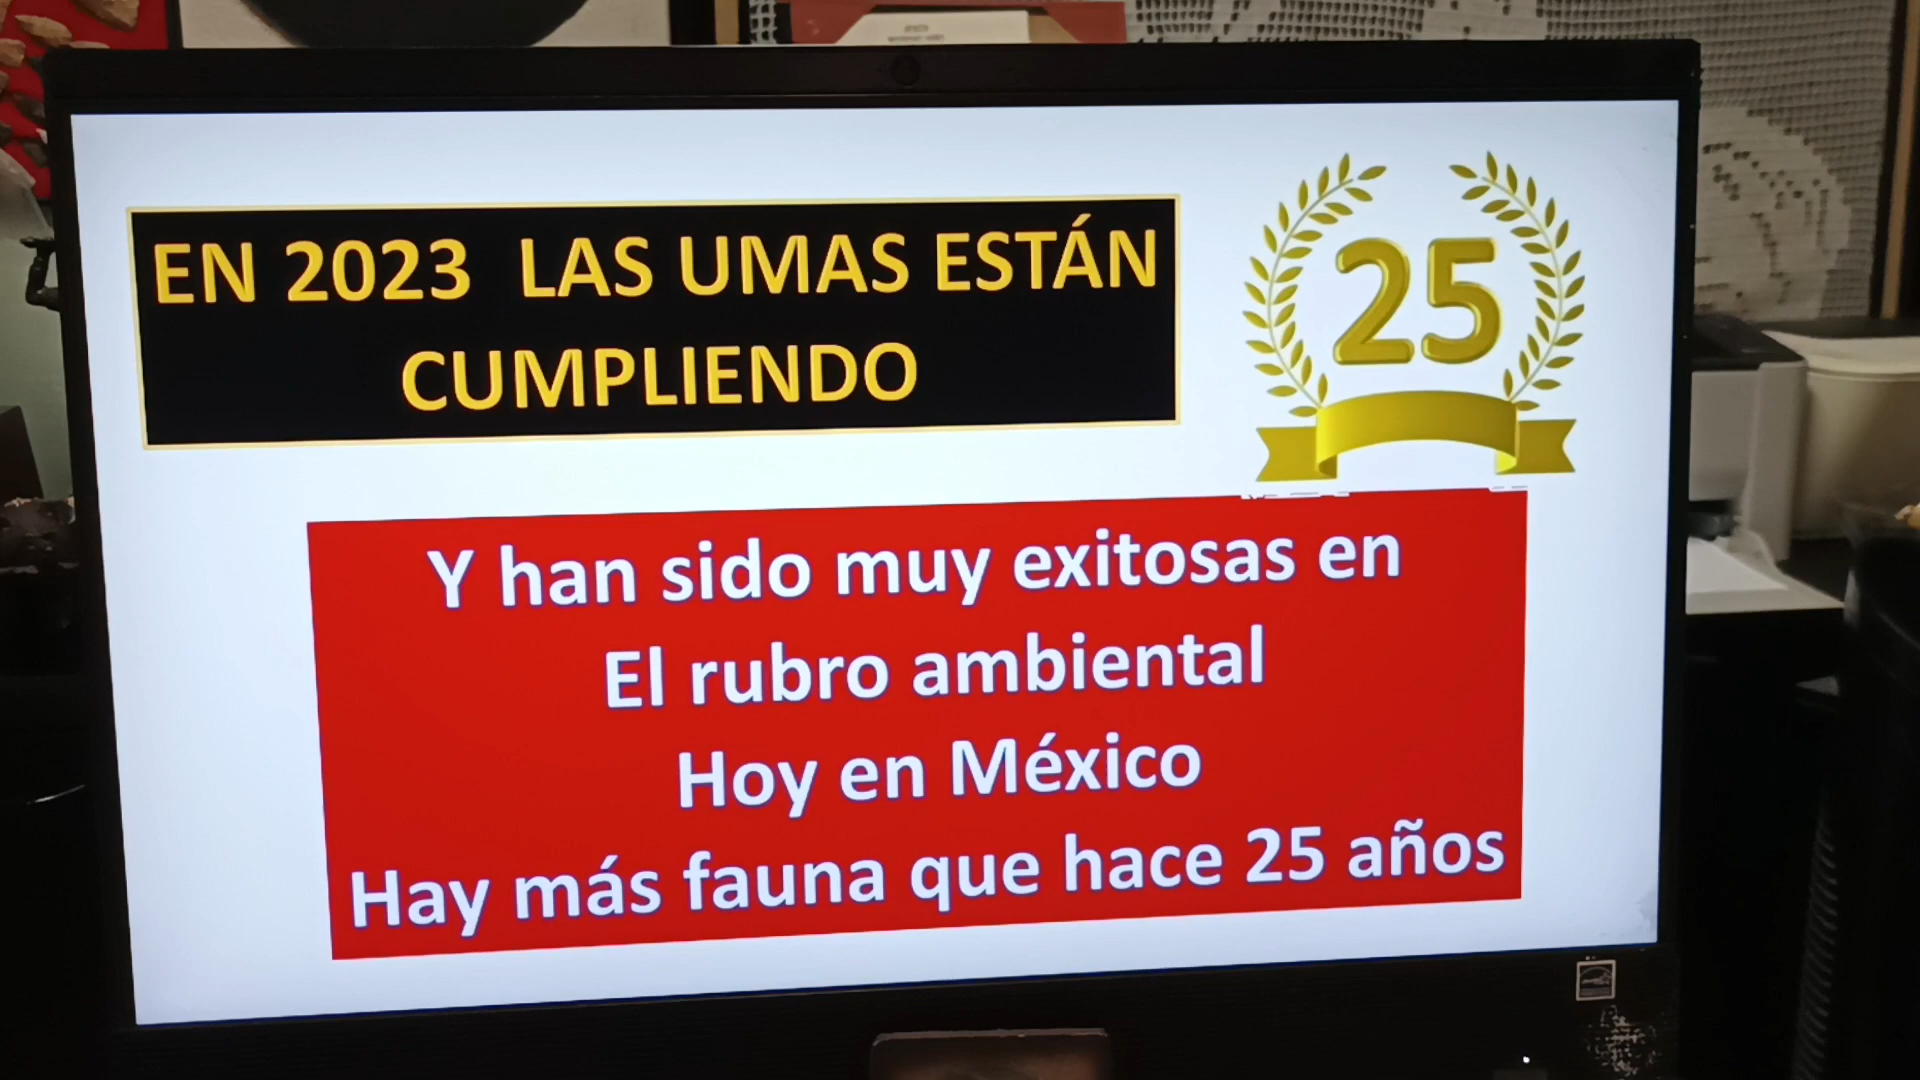 EN 2023 LAS UMAS ESTÁN
CUMPLIENDO
25
Y han sido muy exitosas en
El rubro ambiental
Hoy en México
Hay más fauna que hace 25 años